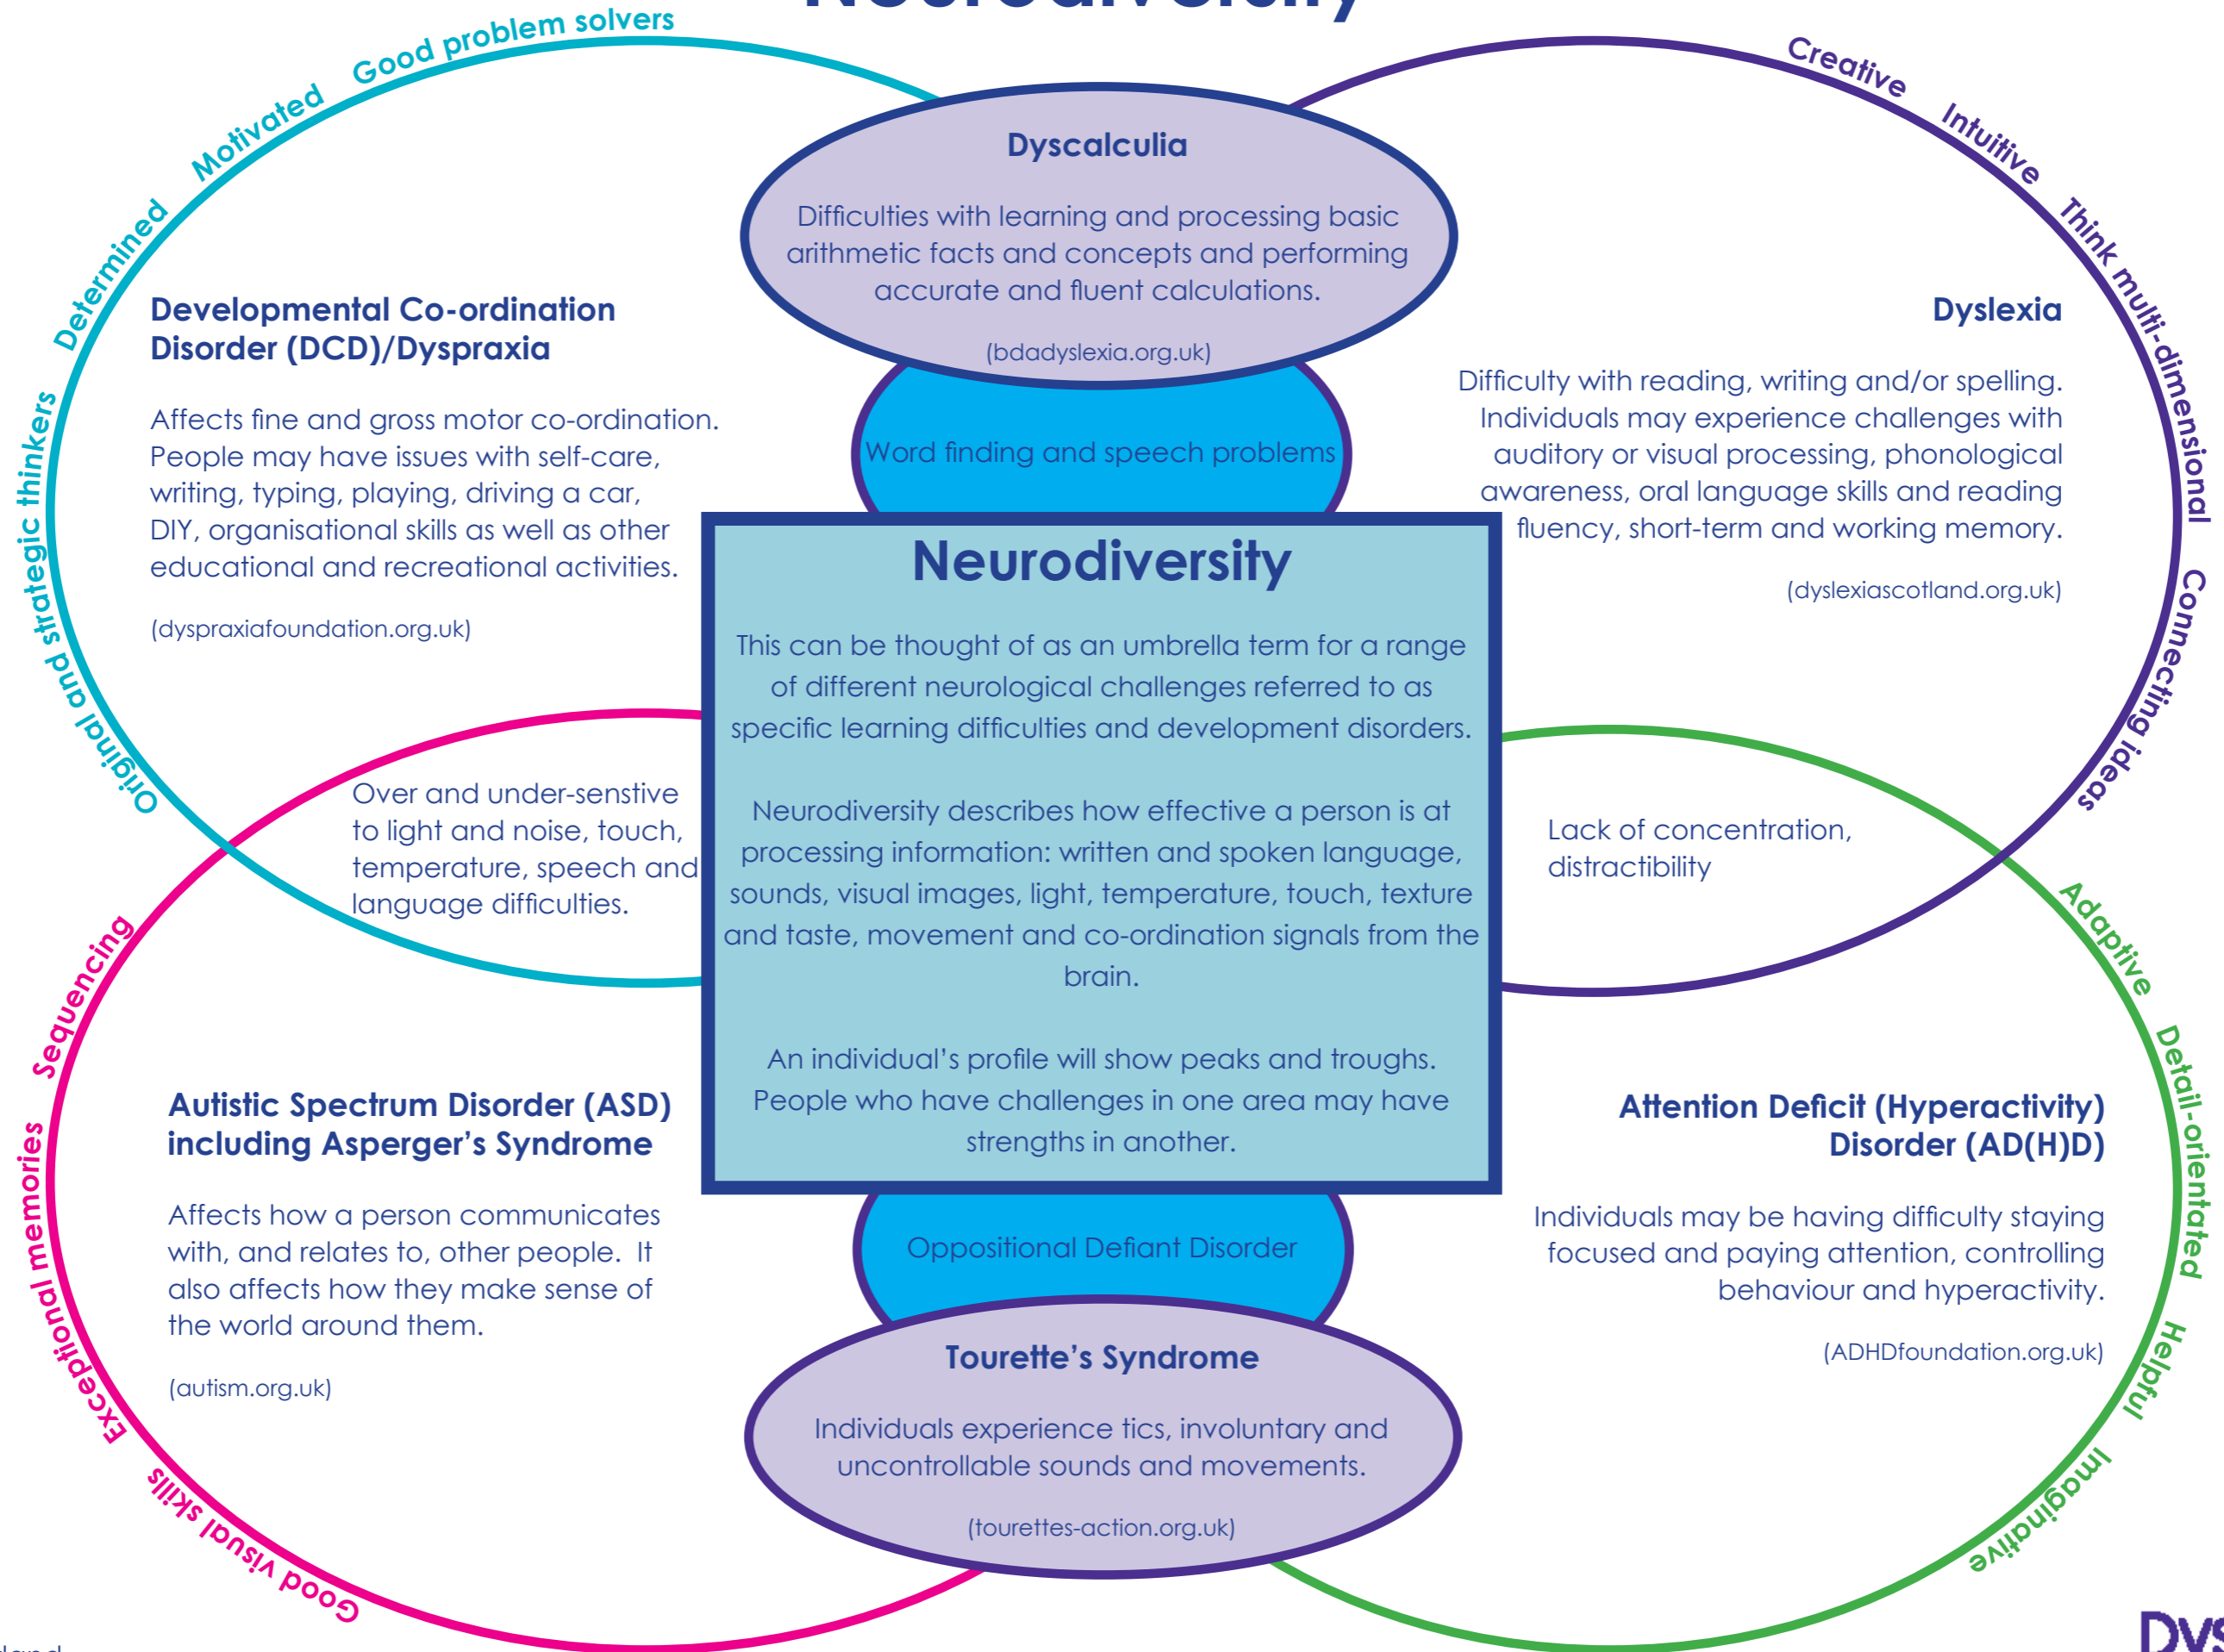 Neurodiversity
Good problem solvers
Motivated
Determined
Original and strategic thinkers
Creative
Intuitive
Think multi-dimensional
Connecting ideas
Dyscalculia
Difficulties with learning and processing basic
arithmetic facts and concepts and performing
accurate and fluent calculations.
(bdadyslexia.org.uk)
Developmental Co-ordination
Disorder (DCD)/Dyspraxia
Affects fine and gross motor co-ordination.
People may have issues with self-care,
writing, typing, playing, driving a car,
DIY, organisational skills as well as other
educational and recreational activities.
(dyspraxiafoundation.org.uk)
Word finding and speech problems
Dyslexia
Difficulty with reading, writing and/or spelling.
Individuals may experience challenges with
auditory or visual processing, phonological
awareness, oral language skills and reading
fluency, short-term and working memory.
(dyslexiascotland.org.uk)
Neurodiversity
This can be thought of as an umbrella term for a range
of different neurological challenges referred to as
specific learning difficulties and development disorders.
Neurodiversity describes how effective a person is at
processing information: written and spoken language,
sounds, visual images, light, temperature, touch, texture
and taste, movement and co-ordination signals from the
brain.
An individual's profile will show peaks and troughs.
People who have challenges in one area may have
strengths in another.
Over and under-senstive
to light and noise, touch,
temperature, speech and
language difficulties.
Lack of concentration,
distractibility
Sequencing
Exceptional memories
Good visual skills
Adaptive
Detail-orientated
Helpful
Imagindive
Autistic Spectrum Disorder (ASD)
including Asperger's Syndrome
Affects how a person communicates
with, and relates to, other people. It
also affects how they make sense of
the world around them.
(autism.org.uk)
Oppositional Defiant Disorder
Attention Deficit (Hyperactivity)
Disorder (AD(H)D)
Individuals may be having difficulty staying
focused and paying attention, controlling
behaviour and hyperactivity.
(ADHDfoundation.org.uk)
Tourette's Syndrome
Individuals experience tics, involuntary and
uncontrollable sounds and movements.
(tourettes-action.org.uk)